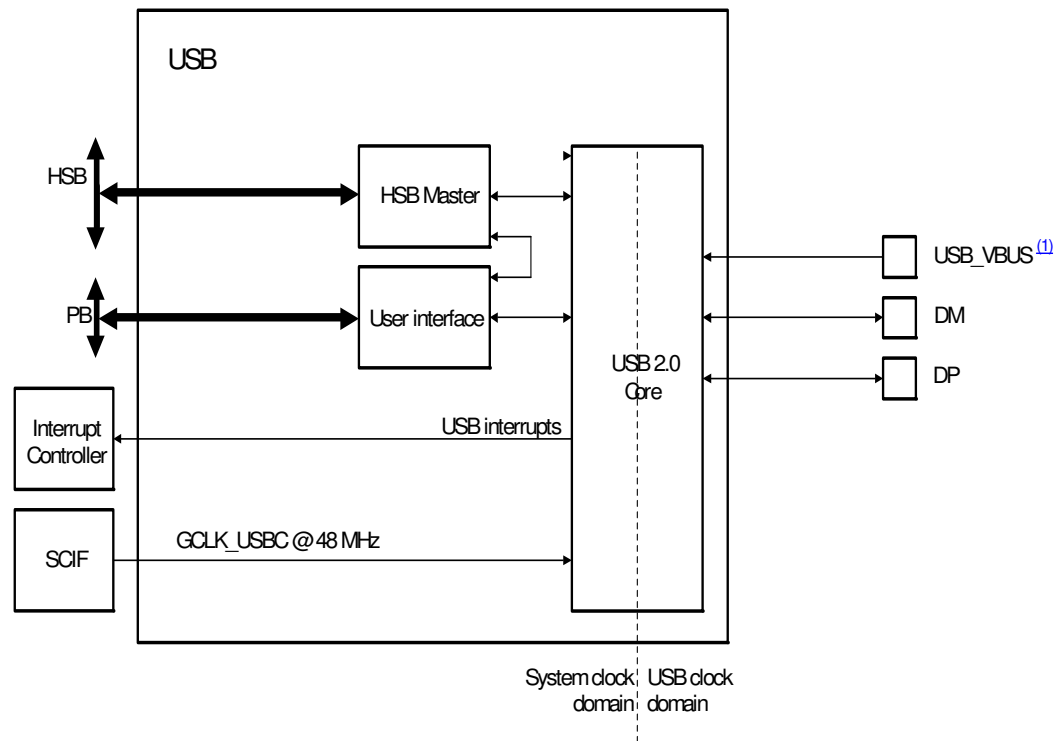 USB
HSB
HSB Master
USB_VBUS (1)
PB
User interface
DM
USB 2.0
Core
DP
Interrupt
Controller
USB interrupts
SCIF
GCLK_USBC @ 48 MHz
System clock
domain
USB clock
domain